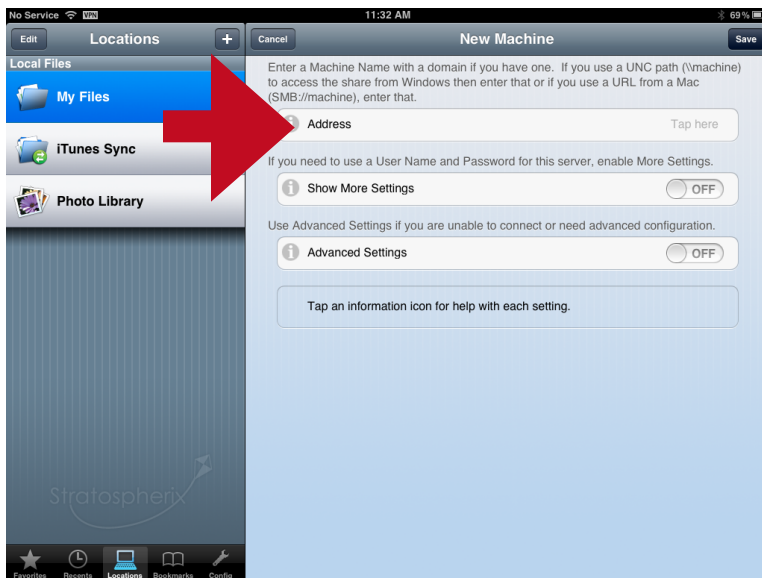 No Service VPN 11:32 AM 69%
Edit Locations + Cancel New Machine Save
Local Files
My Files
iTunes Sync
Photo Library
Stratospherix
Favorites Recents Locations Bookmarks Config
Enter a Machine Name with a domain if you have one. If you use a UNC path (\\machine)
to access the share from Windows then enter that or if you use a URL from a Mac
(SMB://machine), enter that.
Address Tap here
If you need to use a User Name and Password for this server, enable More Settings.
Show More Settings OFF
Use Advanced Settings if you are unable to connect or need advanced configuration.
Advanced Settings OFF
Tap an information icon for help with each setting.